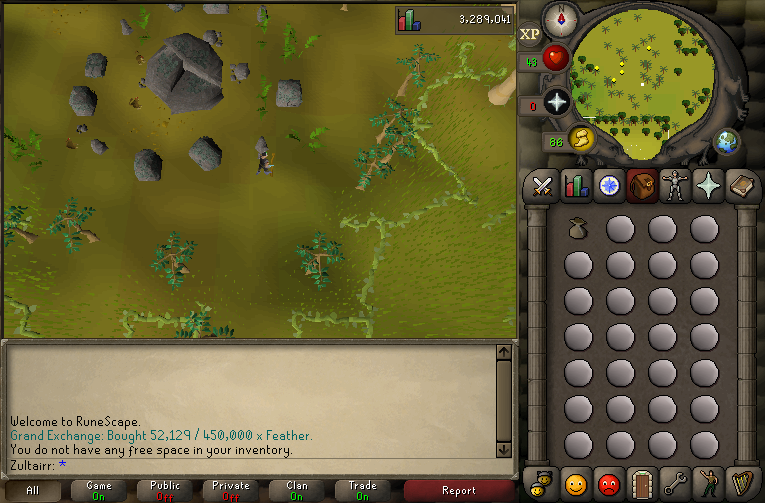 3,289,041
XP
43
0
86
Welcome to RuneScape.
Grand Exchange: Bought 52,129 / 450,000 x Feather.
You do not have any free space in your inventory.
Zultairr: *
All
Game
On
Public
Off
Private
Off
Clan
On
Trade
On
Report